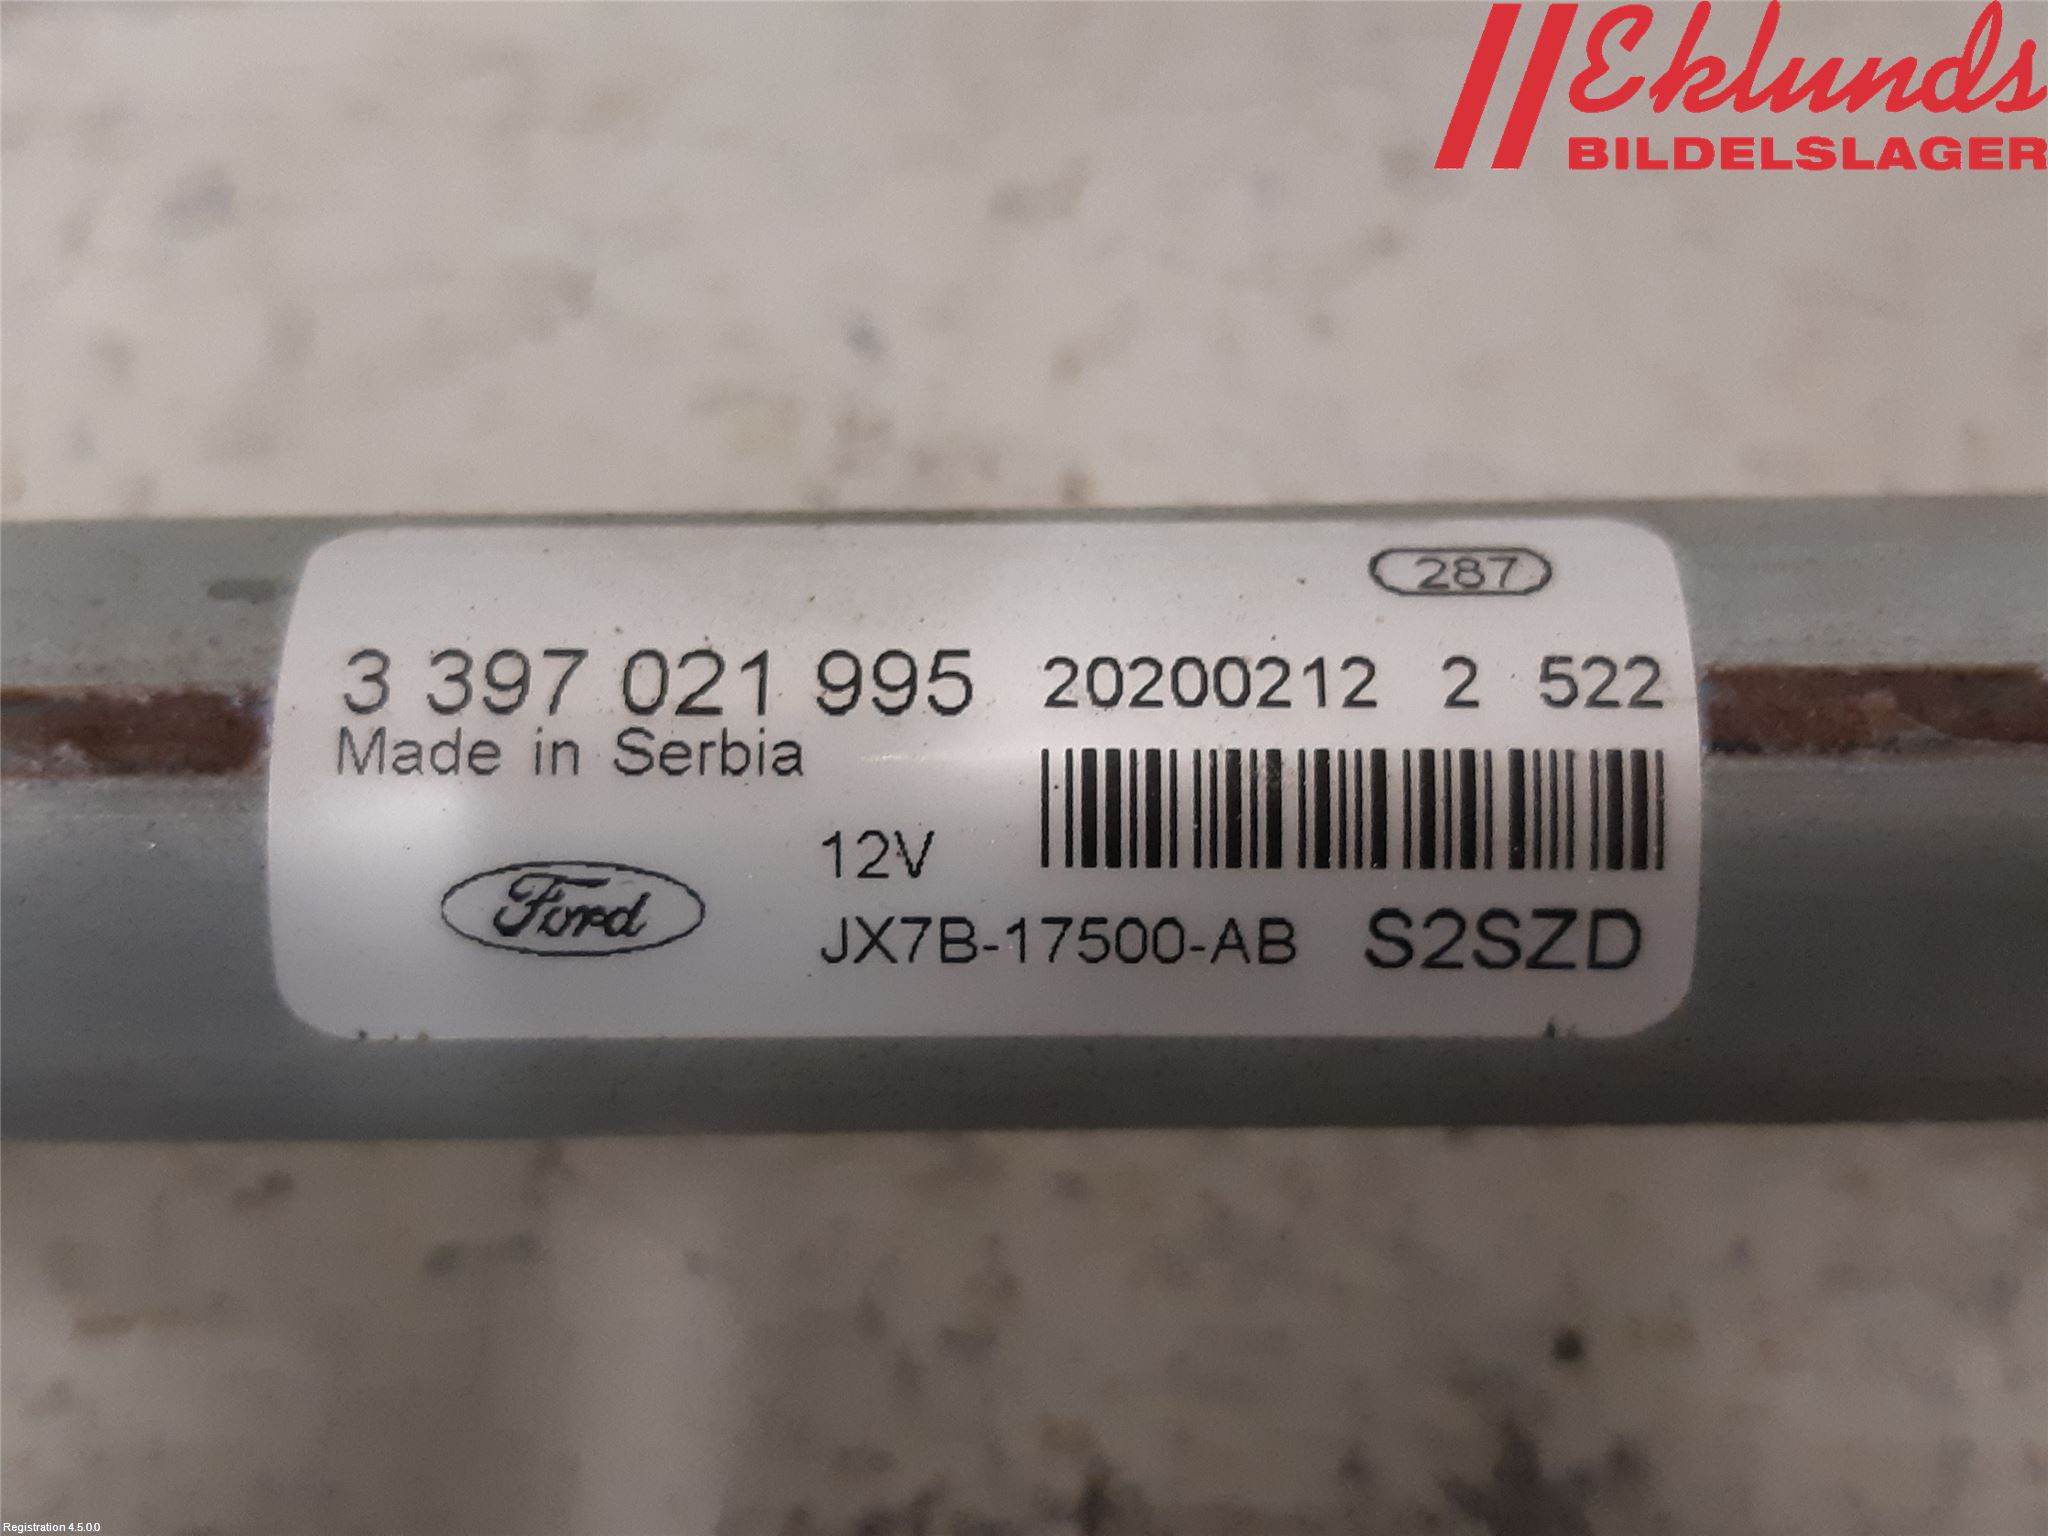 Eklunds
BILDELSLAGER
287
3 397 021 995 20200212 2 522
Made in Serbia
12V
Ford
JX7B-17500-AB S2SZD
Registration 4.5.0.0